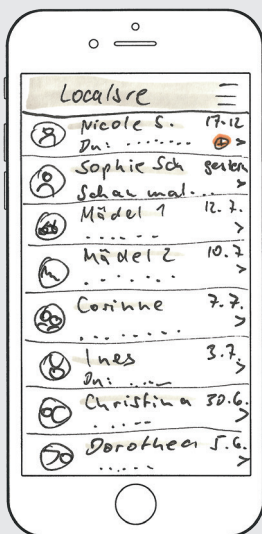 Localsre
Nicole S. 17:12
Du: .......
Sophie Sch gestern
Schau mal...
Mädel 1 12.7.
......
Mädel 2 10.7
.......
Corinne 7.7.
.......
Ines 3.7.
Du: .....
Christina 30.6.
.....
Dorothea 5.6.
.....